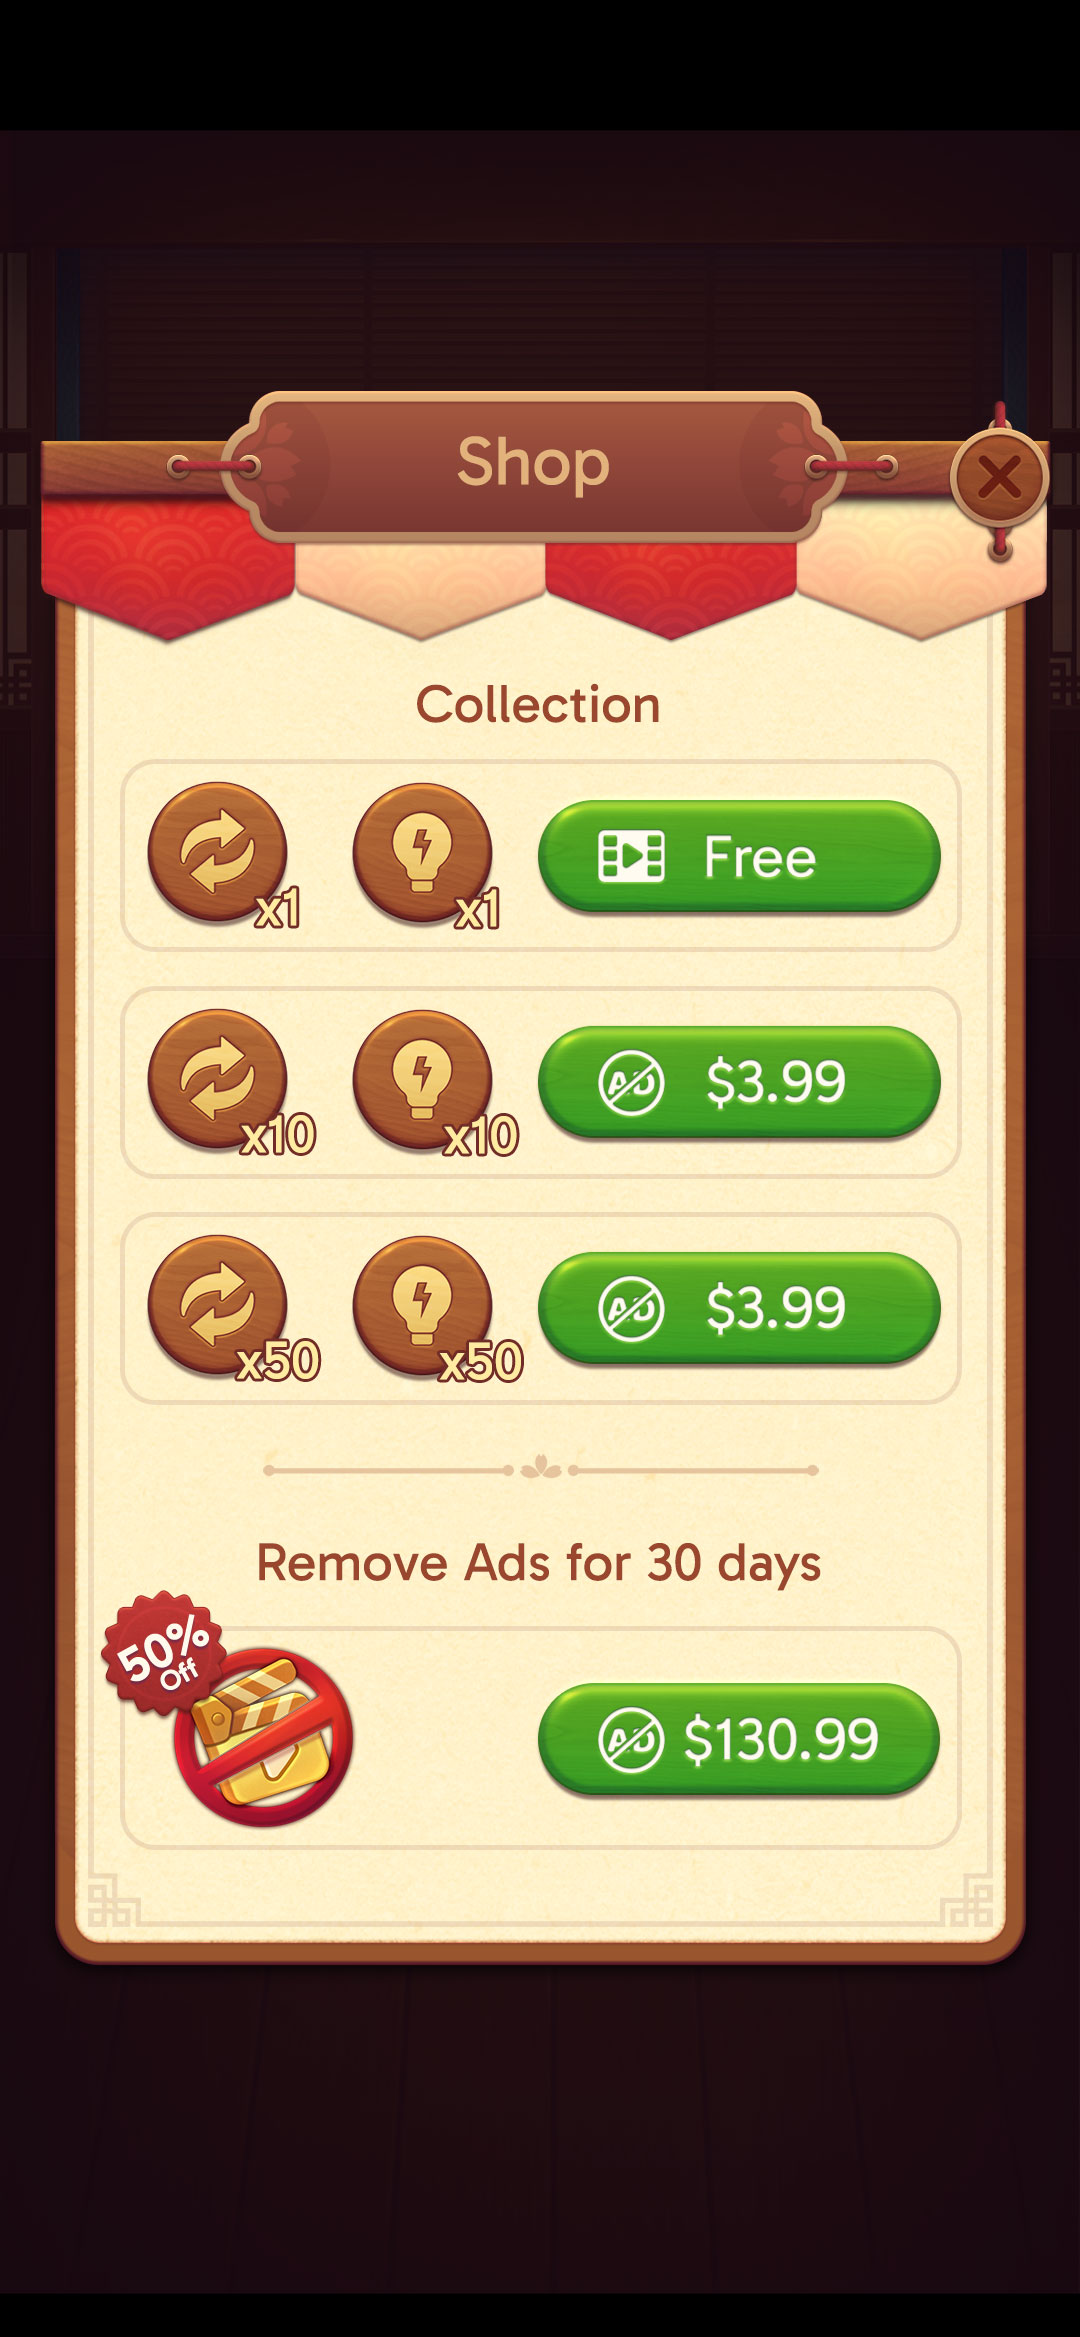 Shop
Collection
x1
x1
Free
x10
x10
AD $3.99
x50
x50
AD $3.99
Remove Ads for 30 days
50%
Off
AD $130.99